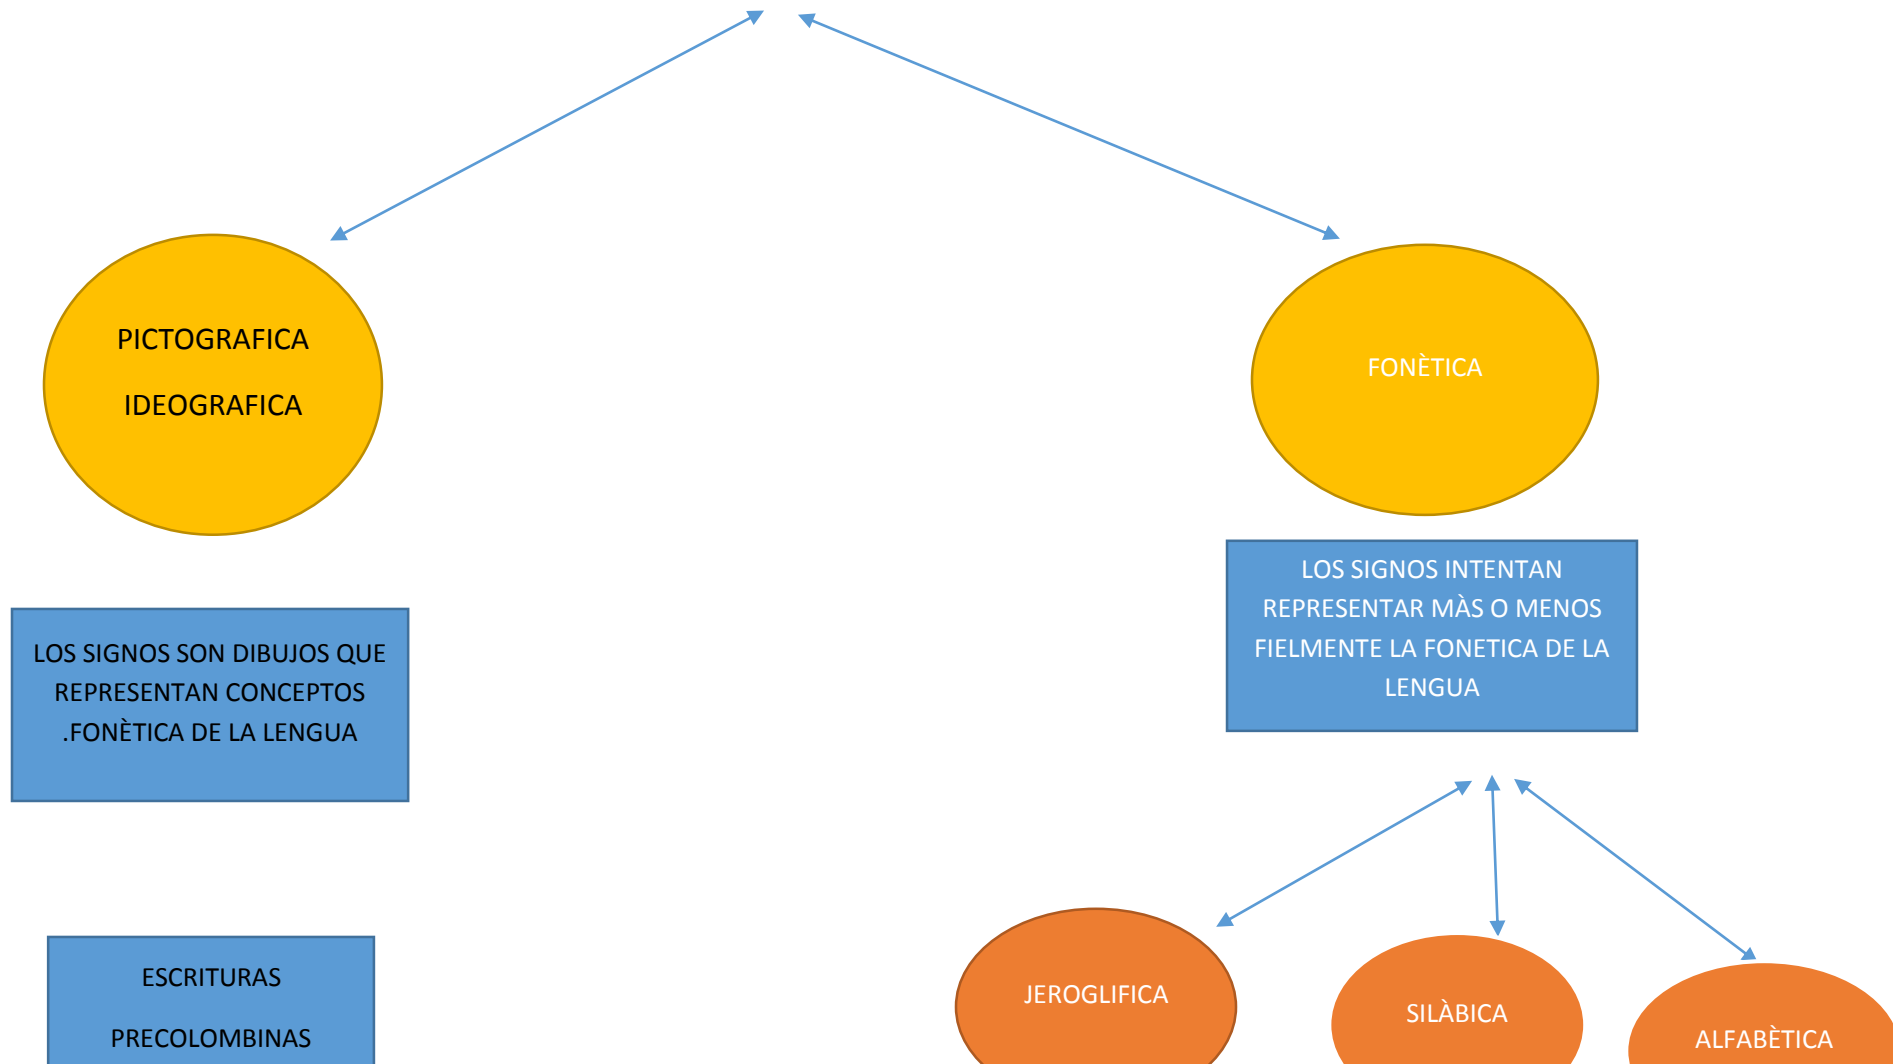 PICTOGRAFICA
IDEOGRAFICA
FONÈTICA
LOS SIGNOS INTENTAN
REPRESENTAR MÀS O MENOS
FIELMENTE LA FONETICA DE LA
LENGUA
LOS SIGNOS SON DIBUJOS QUE
REPRESENTAN CONCEPTOS
.FONÈTICA DE LA LENGUA
ESCRITURAS
PRECOLOMBINAS
JEROGLIFICA
SILÀBICA
ALFABÈTICA